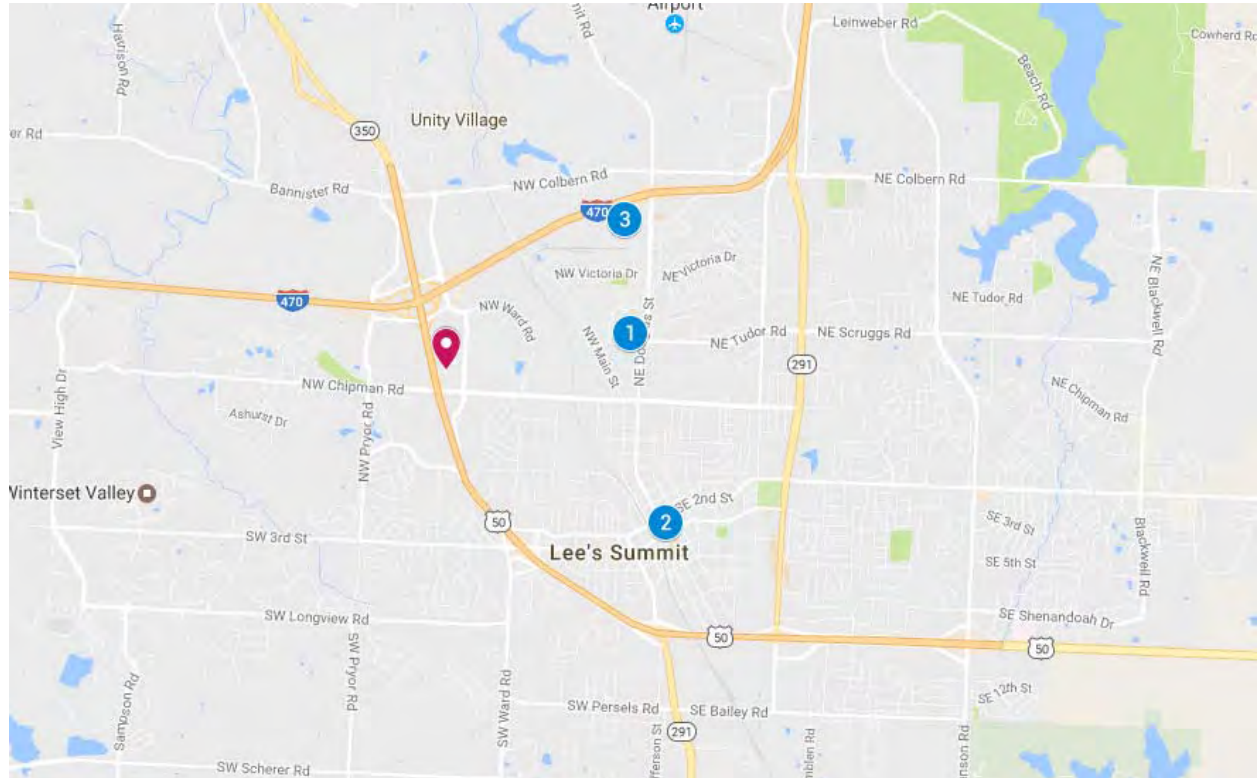 Airport
Leinweber Rd
Cowherd Rd
Harrison Rd
Beach Rd
350
Unity Village
Bannister Rd
NW Colbern Rd
NE Colbern Rd
470
3
NW Victoria Dr
NE Victoria Dr
NE Blackwell Rd
470
NW Ward Rd
NE Tudor Rd
1
NE Tudor Rd
NE Scruggs Rd
NW Main St
291
View High Dr
NW Chipman Rd
NE Chipman Rd
Ashurst Dr
NW Pryor Rd
Winterset Valley
SE 2nd St
50
2
SE 3rd St
SW 3rd St
Lee's Summit
Blackwell Rd
SE 5th St
SW Longview Rd
SE Shenandoah Dr
50
50
SW Pryor Rd
Sampson Rd
SW Ward Rd
SE 12th St
SW Persels Rd
SE Bailey Rd
291
SW Scherer Rd